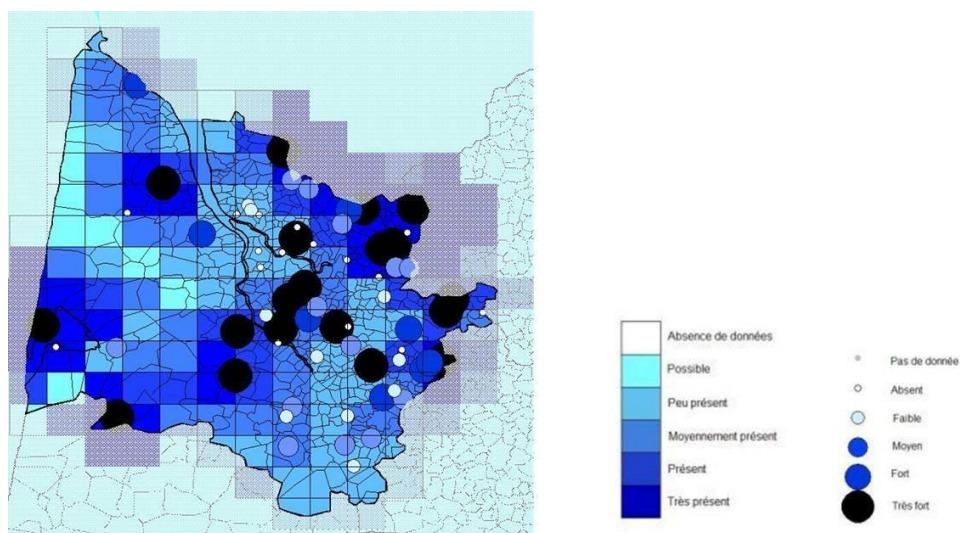 Absence de données
Possible
Peu présent
Moyennement présent
Présent
Très présent
Pas de donnée
Absent
Faible
Moyen
Fort
Très fort